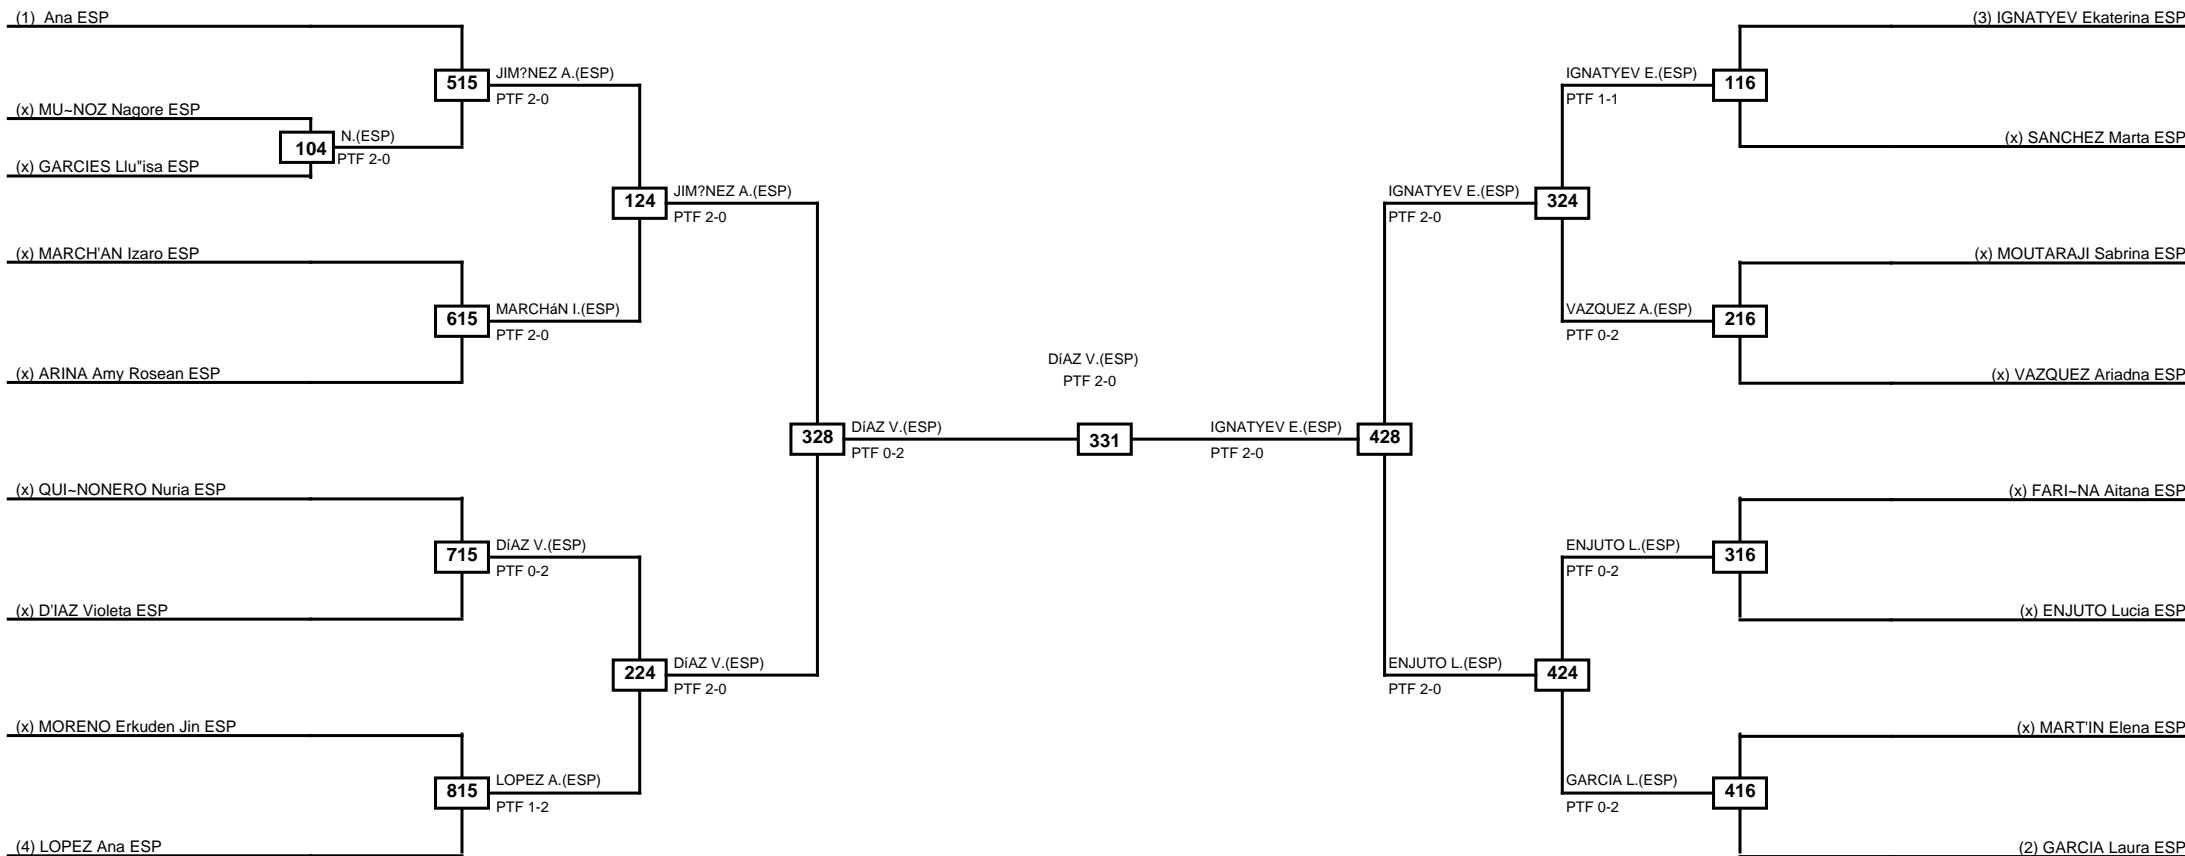 (1)  Ana ESP
(3) IGNATYEV Ekaterina ESP
515
JIM?NEZ A.(ESP)
PTF 2-0
IGNATYEV E.(ESP)
PTF 1-1
116
(x) MU~NOZ Nagore ESP
104
N.(ESP)
PTF 2-0
(x) GARCIES Llu"isa ESP
(x) SANCHEZ Marta ESP
124
JIM?NEZ A.(ESP)
PTF 2-0
IGNATYEV E.(ESP)
PTF 2-0
324
(x) MARCH'AN Izaro ESP
(x) MOUTARAJI Sabrina ESP
615
MARCHáN I.(ESP)
PTF 2-0
VAZQUEZ A.(ESP)
PTF 0-2
216
(x) ARINA Amy Rosean ESP
(x) VAZQUEZ Ariadna ESP
DíAZ V.(ESP)
PTF 2-0
328
DíAZ V.(ESP)
PTF 0-2
331
IGNATYEV E.(ESP)
PTF 2-0
428
(x) QUI~NONERO Nuria ESP
(x) FARI~NA Aitana ESP
715
DíAZ V.(ESP)
PTF 0-2
ENJUTO L.(ESP)
PTF 0-2
316
(x) D'IAZ Violeta ESP
(x) ENJUTO Lucia ESP
224
DíAZ V.(ESP)
PTF 2-0
ENJUTO L.(ESP)
PTF 2-0
424
(x) MORENO Erkuden Jin ESP
(x) MART'IN Elena ESP
815
LOPEZ A.(ESP)
PTF 1-2
GARCIA L.(ESP)
PTF 0-2
416
(4) LOPEZ Ana ESP
(2) GARCIA Laura ESP